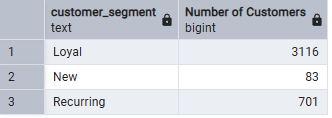 customer_segment Number of Customers
text bigint
1 Loyal 3116
2 New 83
3 Recurring 701